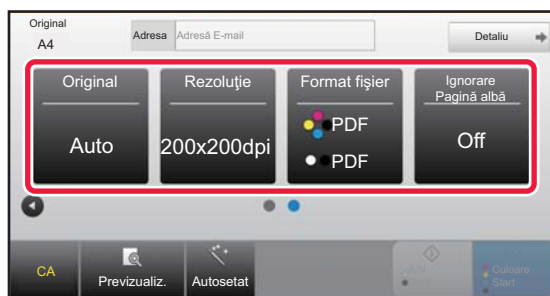 Original
A4
Adresa
Adresă E-mail
Detaliu
Original
Auto
Rezoluţie
200x200dpi
Format fişier
PDF
PDF
Ignorare
Pagină albă
Off
CA
Previzualiz.
Autosetat
Culoare
Start